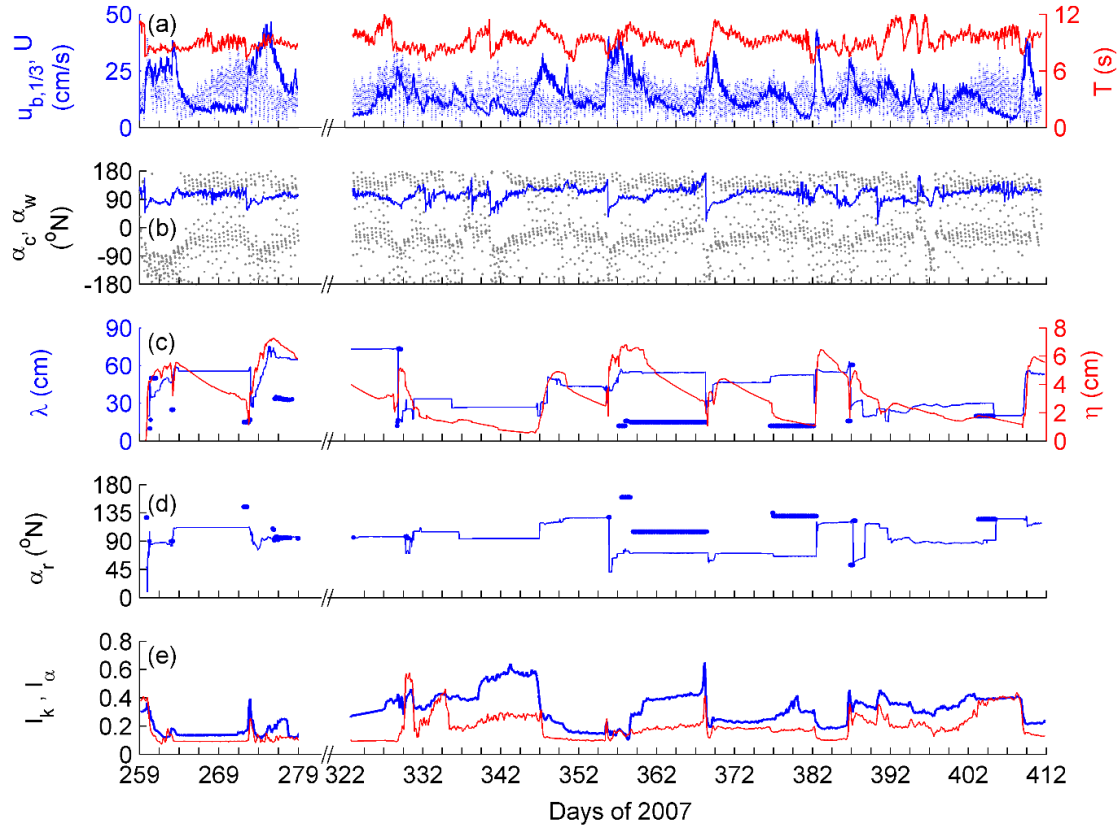 (a)
50
25
0
u_b,1/3, U
(cm/s)
12
6
0
T (s)
//
(b)
180
90
0
-90
-180
α_c, α_w
(⁰N)
//
(c)
90
60
30
0
λ (cm)
8
6
4
2
0
η (cm)
//
(d)
180
135
90
45
0
α_r (⁰N)
//
(e)
0.8
0.6
0.4
0.2
0
I_k, I_α
//
259 269 279 322 332 342 352 362 372 382 392 402 412
Days of 2007